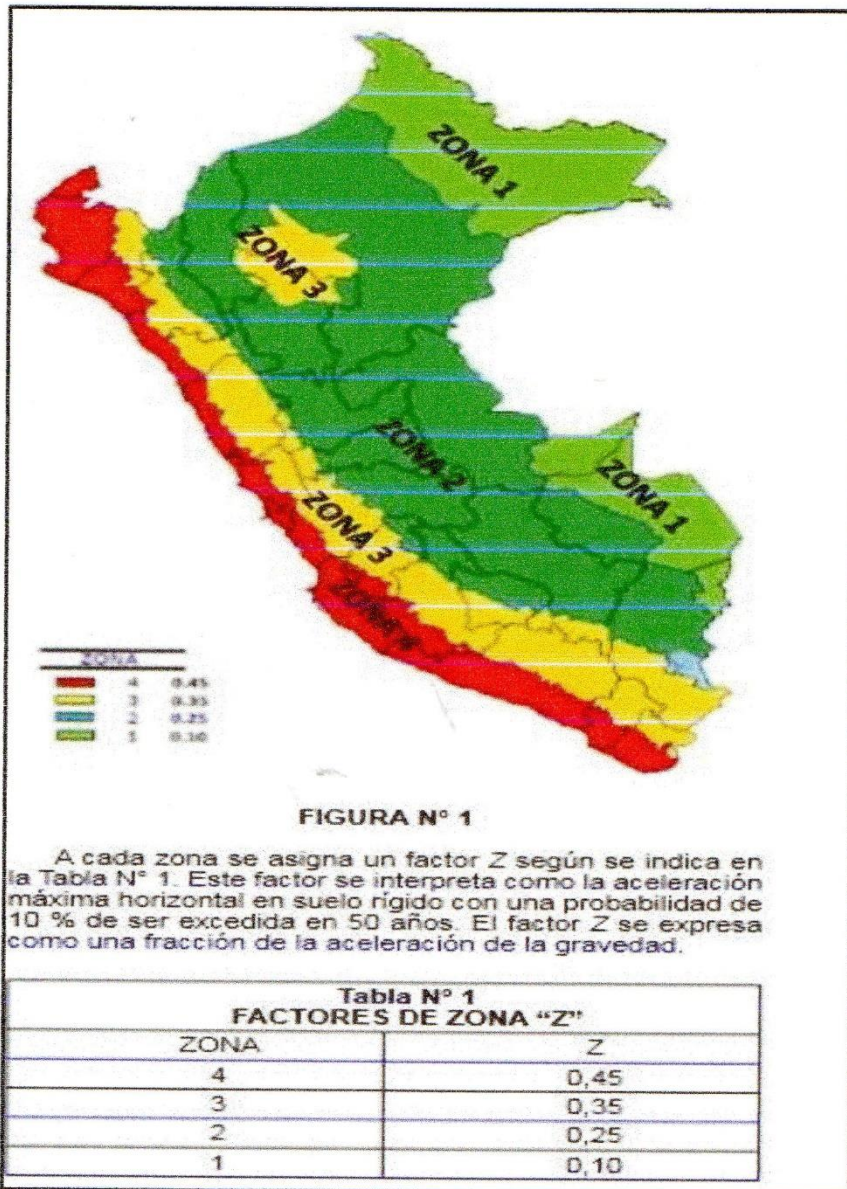 ZONA 1
ZONA 3
ZONA 2
ZONA 1
ZONA 3
ZONA 4
ZONA
4 0.45
3 0.35
2 0.25
1 0.10
FIGURA N° 1
A cada zona se asigna un factor Z según se indica en
la Tabla N° 1. Este factor se interpreta como la aceleración
máxima horizontal en suelo rígido con una probabilidad de
10 % de ser excedida en 50 años. El factor Z se expresa
como una fracción de la aceleración de la gravedad.
Tabla N° 1
FACTORES DE ZONA “Z”
ZONA Z
4 0,45
3 0,35
2 0,25
1 0,10